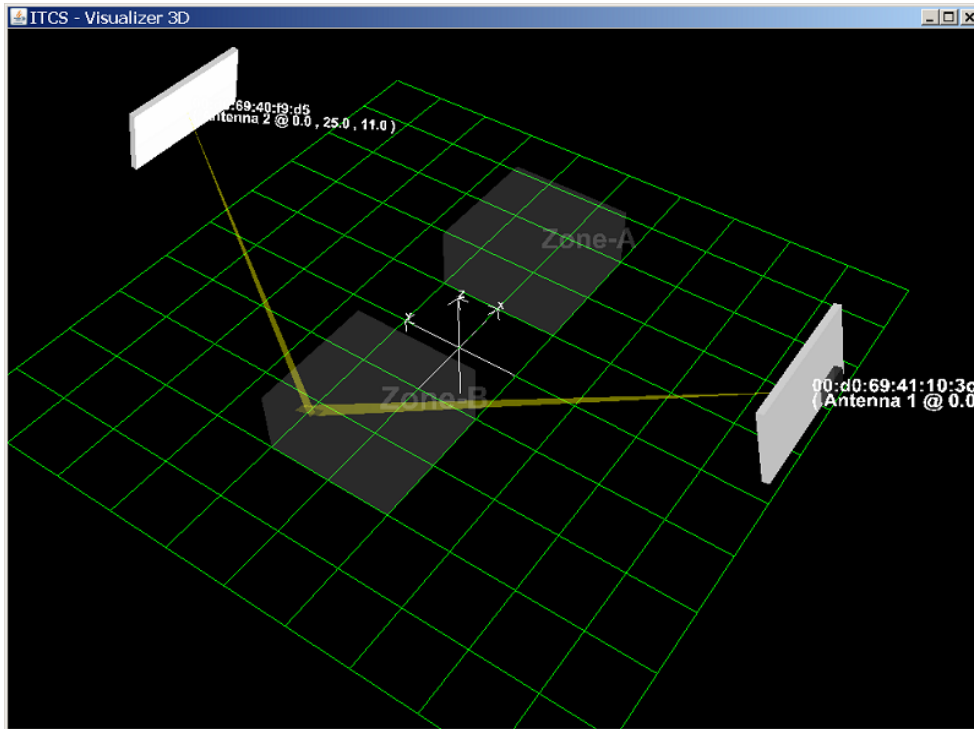 ITCS - Visualizer 3D
:69:40:f9:d5
Antenna 2 @ 0.0 , 25.0 , 11.0 )
Zone-A
Z
X
Y
Zone-B
00:d0:69:41:10:3c
( Antenna 1 @ 0.0